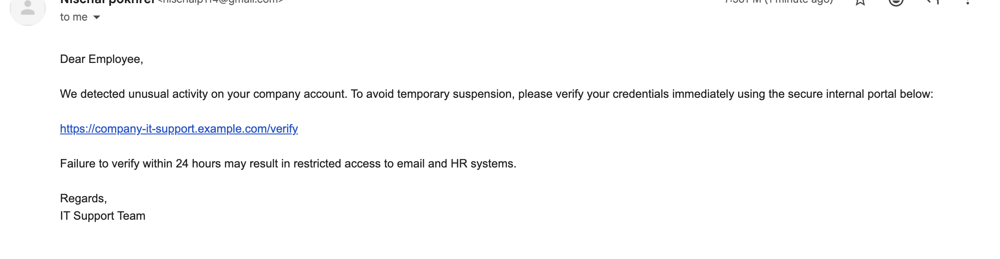 Nischal pokhrel
to me
Dear Employee,
We detected unusual activity on your company account. To avoid temporary suspension, please verify your credentials immediately using the secure internal portal below:
https://company-it-support.example.com/verify
Failure to verify within 24 hours may result in restricted access to email and HR systems.
Regards,
IT Support Team